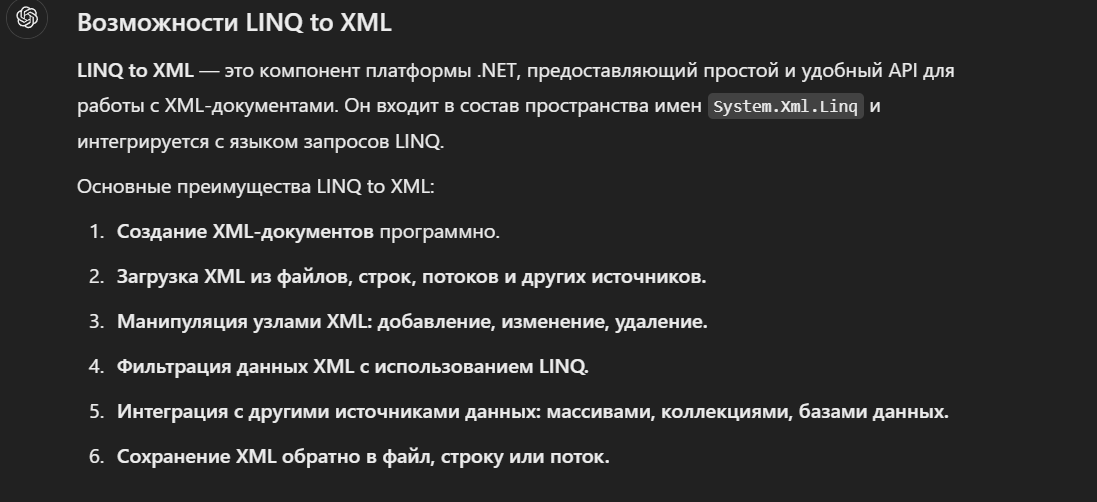 Возможности LINQ to XML
LINQ to XML — это компонент платформы .NET, предоставляющий простой и удобный API для
работы с XML-документами. Он входит в состав пространства имен System.Xml.Linq и
интегрируется с языком запросов LINQ.
Основные преимущества LINQ to XML:
1. Создание XML-документов программно.
2. Загрузка XML из файлов, строк, потоков и других источников.
3. Манипуляция узлами XML: добавление, изменение, удаление.
4. Фильтрация данных XML с использованием LINQ.
5. Интеграция с другими источниками данных: массивами, коллекциями, базами данных.
6. Сохранение XML обратно в файл, строку или поток.